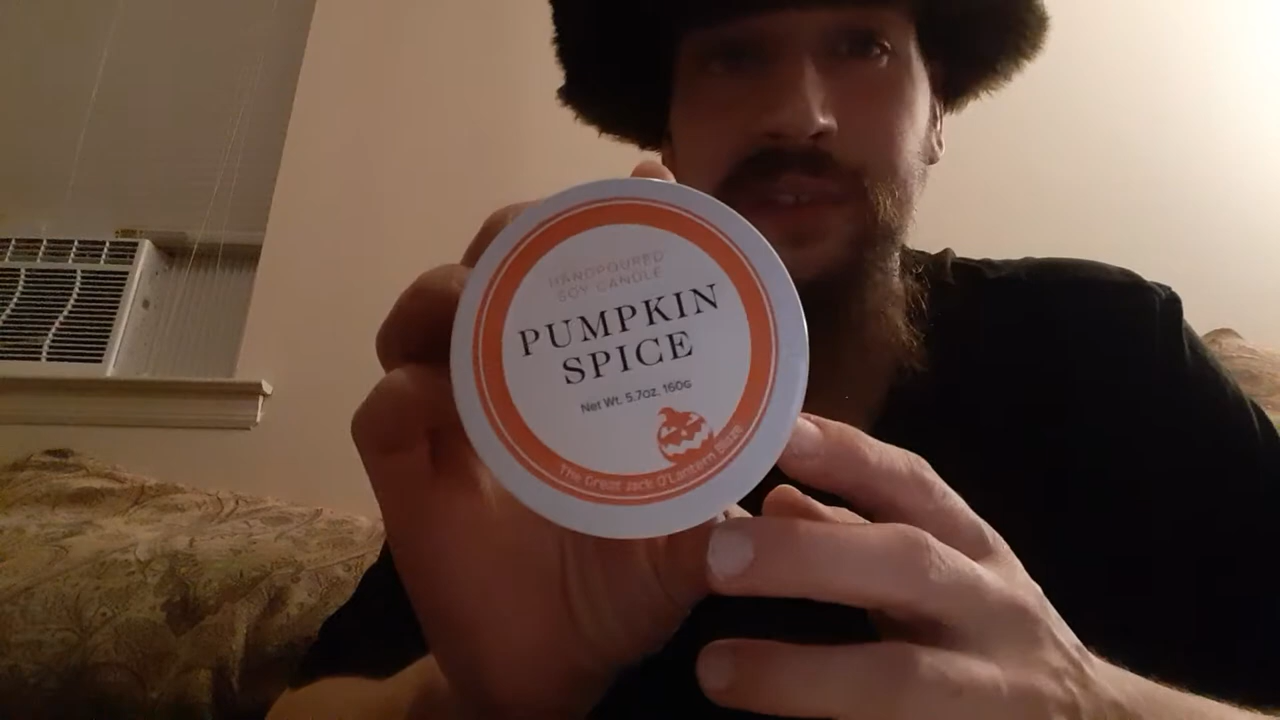 HANDPOURED
SOY CANDLE
PUMPKIN
SPICE
Net Wt. 5.7oz, 160G
The Great Jack O'Lantern Blaze